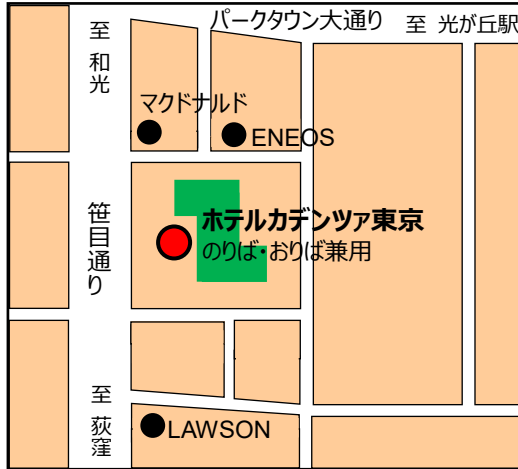 パークタウン大通り
至 光が丘駅
至 和光
マクドナルド
ENEOS
笹目通り
ホテルカデンツァ東京
のりば・おりば兼用
至 荻窪
LAWSON